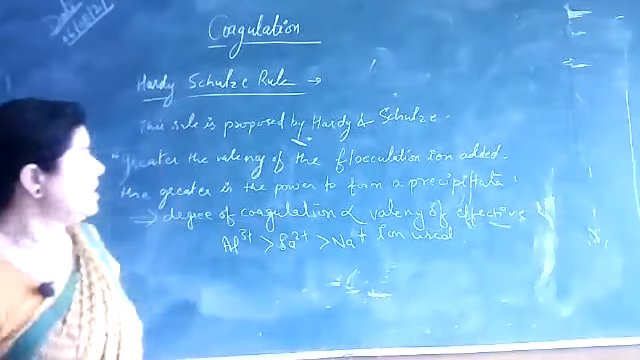 Coagulation
Hardy Schulze Rule →
This rule is proposed by Hardy & Schulze.
"Greater the valency of the flocculation ion added.
the greater is the power to form a precipitate.
→ degree of coagulation ∝ valeny of effective
Al³⁺ > Ba²⁺ > Na⁺ Ion used